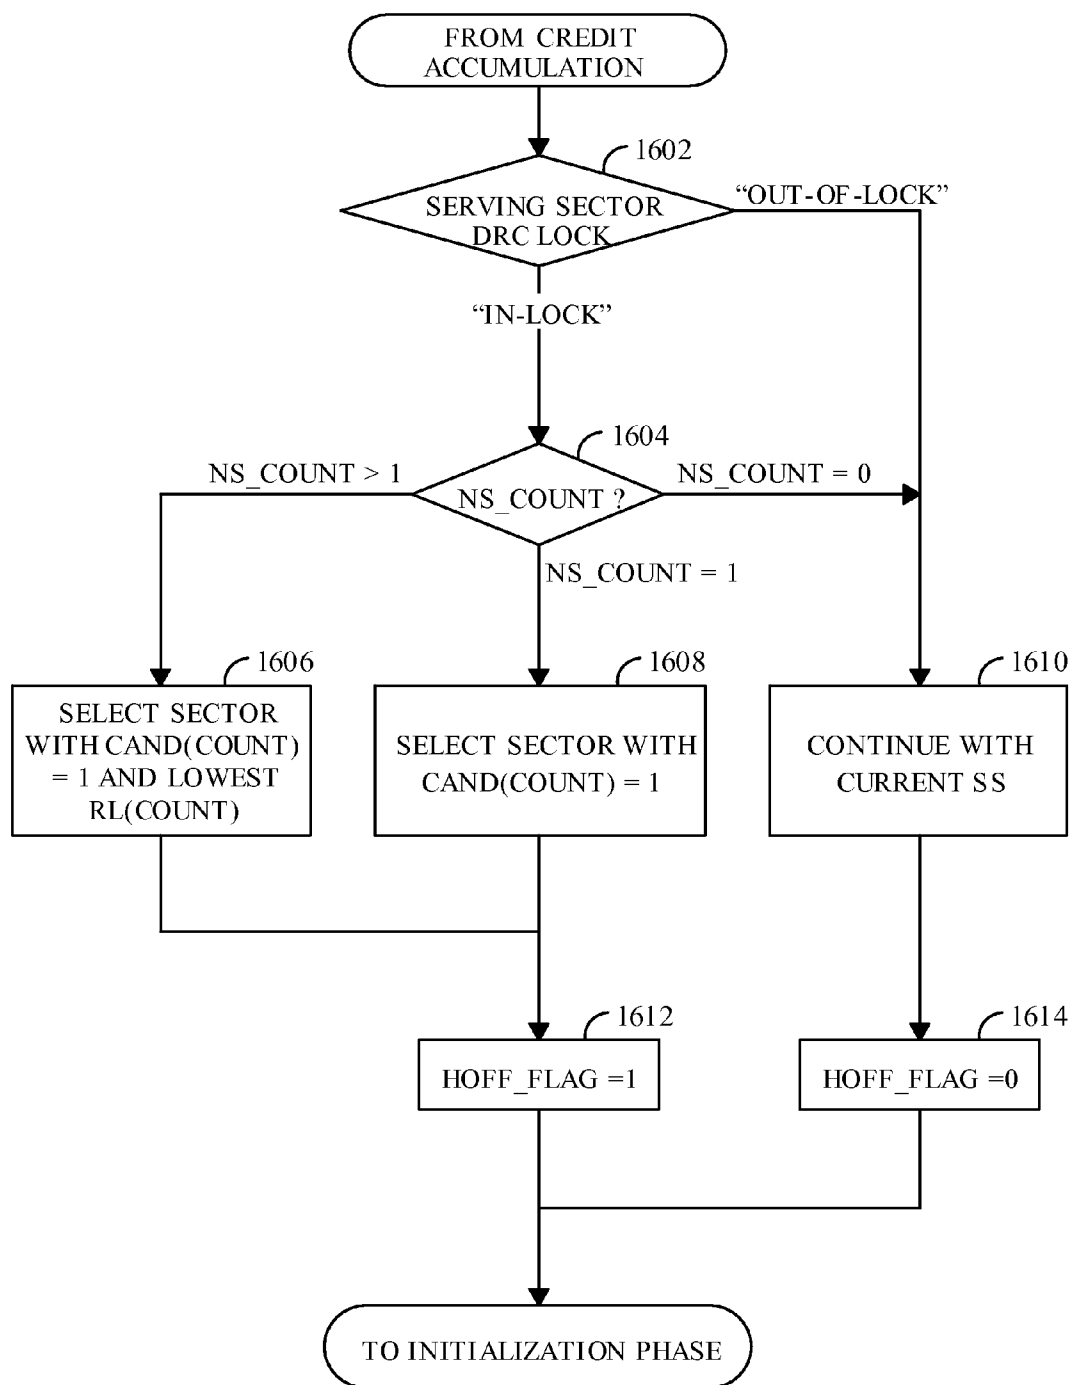 FROM CREDIT
ACCUMULATION
1602
"OUT-OF-LOCK"
SERVING SECTOR
DRC LOCK
"IN-LOCK"
1604
NS_COUNT > 1
NS_COUNT ?
NS_COUNT = 0
NS_COUNT = 1
1606
SELECT SECTOR
WITH CAND(COUNT)
= 1 AND LOWEST
RL(COUNT)
1608
SELECT SECTOR WITH
CAND(COUNT) = 1
1610
CONTINUE WITH
CURRENT SS
1612
HOFF_FLAG =1
1614
HOFF_FLAG =0
TO INITIALIZATION PHASE